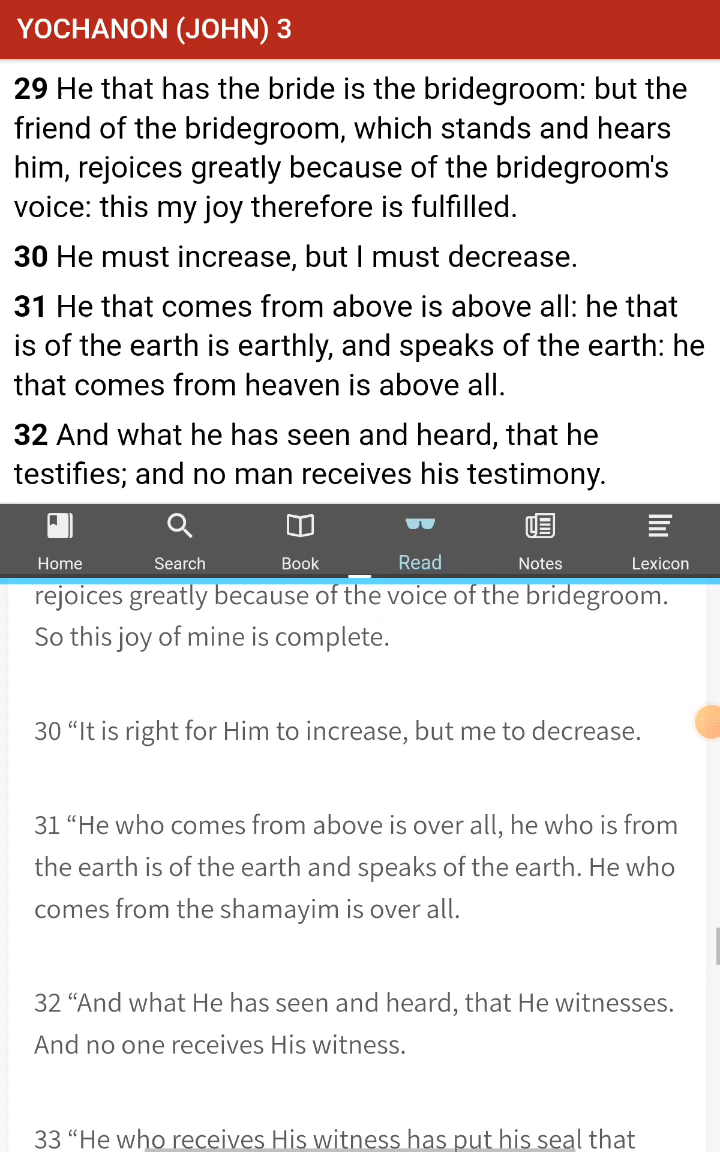 YOCHANON (JOHN) 3
29 He that has the bride is the bridegroom: but the
friend of the bridegroom, which stands and hears
him, rejoices greatly because of the bridegroom's
voice: this my joy therefore is fulfilled.
30 He must increase, but I must decrease.
31 He that comes from above is above all: he that
is of the earth is earthly, and speaks of the earth: he
that comes from heaven is above all.
32 And what he has seen and heard, that he
testifies; and no man receives his testimony.
Home Search Book Read Notes Lexicon
rejoices greatly because of the voice of the bridegroom.
So this joy of mine is complete.
30 “It is right for Him to increase, but me to decrease.
31 “He who comes from above is over all, he who is from
the earth is of the earth and speaks of the earth. He who
comes from the shamayim is over all.
32 “And what He has seen and heard, that He witnesses.
And no one receives His witness.
33 “He who receives His witness has put his seal that